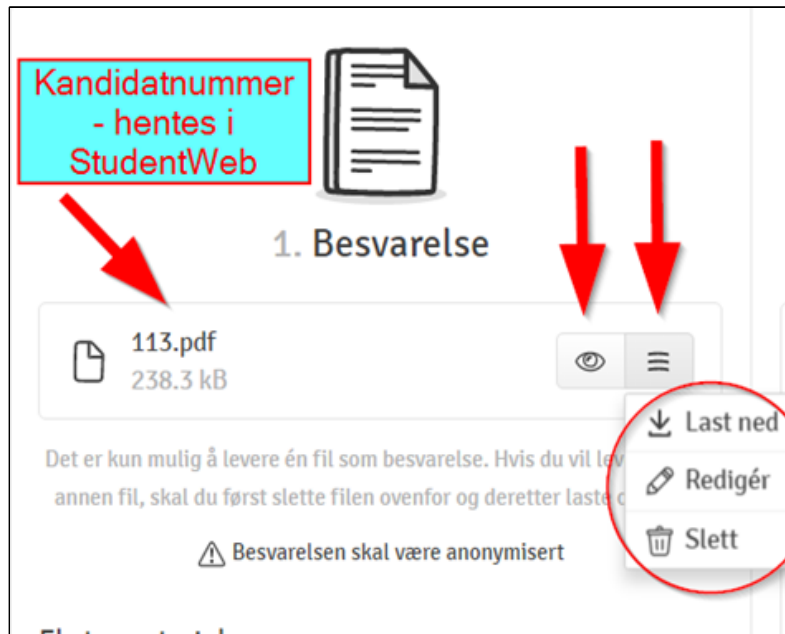 Kandidatnummer
- hentes i
StudentWeb
1. Besvarelse
113.pdf
238.3 kB
Last ned
Redigér
Slett
Det er kun mulig å levere én fil som besvarelse. Hvis du vil
annen fil, skal du først slette filen ovenfor og deretter laste
Besvarelsen skal være anonymisert